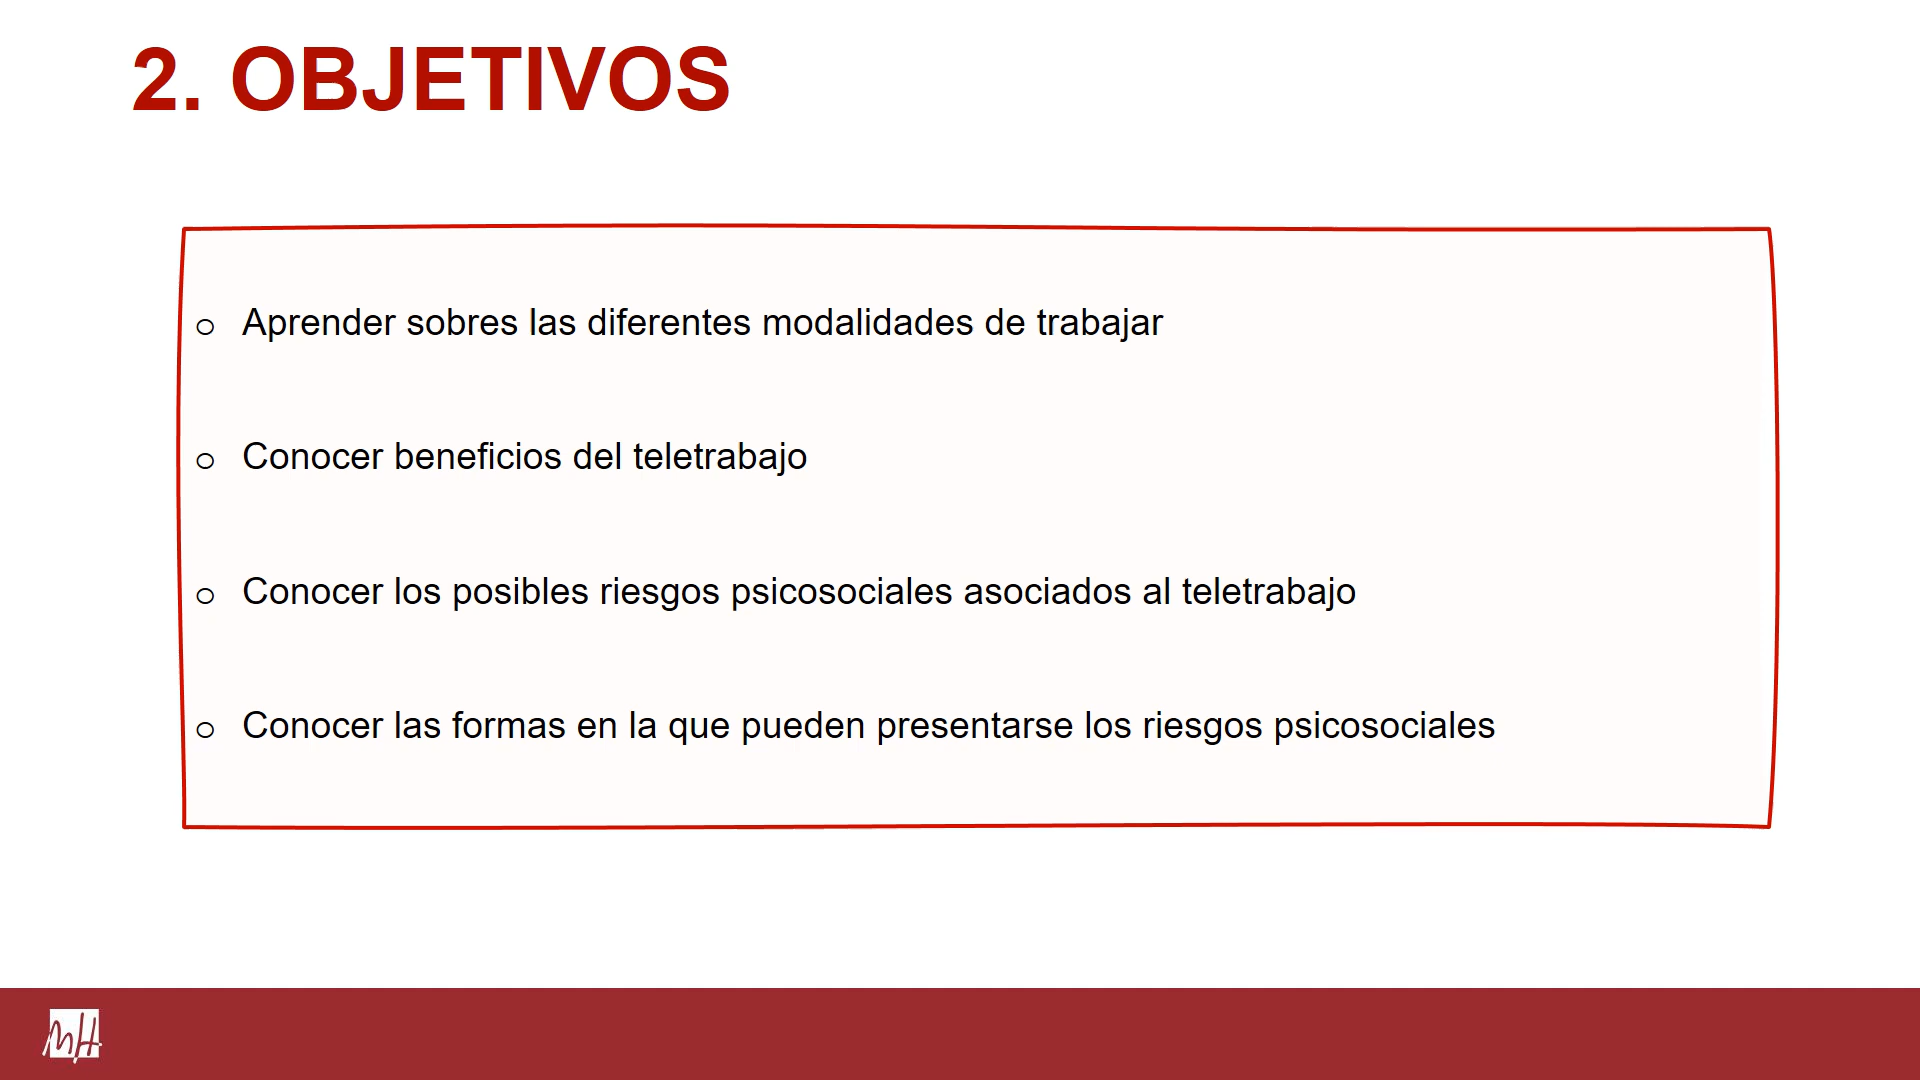 2. OBJETIVOS
o Aprender sobres las diferentes modalidades de trabajar
o Conocer beneficios del teletrabajo
o Conocer los posibles riesgos psicosociales asociados al teletrabajo
o Conocer las formas en la que pueden presentarse los riesgos psicosociales
MH